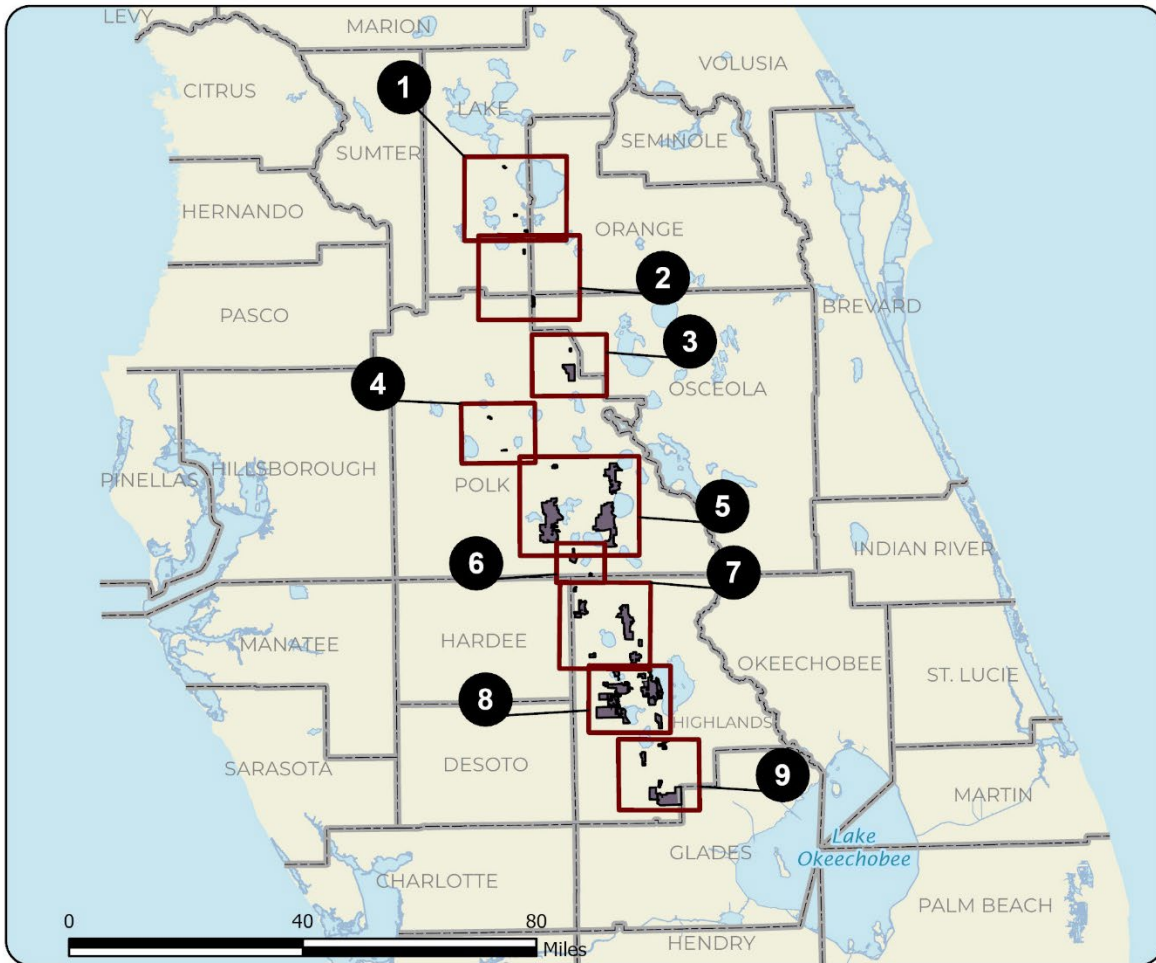 LEVY
MARION
VOLUSIA
CITRUS
1
LAKE
SUMTER
SEMINOLE
HERNANDO
ORANGE
2
PASCO
BREVARD
3
4
OSCEOLA
HILLSBOROUGH
PINELLAS
POLK
5
INDIAN RIVER
6
7
HARDEE
MANATEE
OKEECHOBEE
ST. LUCIE
8
HIGHLANDS
SARASOTA
DESOTO
9
MARTIN
Lake
Okeechobee
GLADES
CHARLOTTE
PALM BEACH
0 40 80
Miles
HENDRY